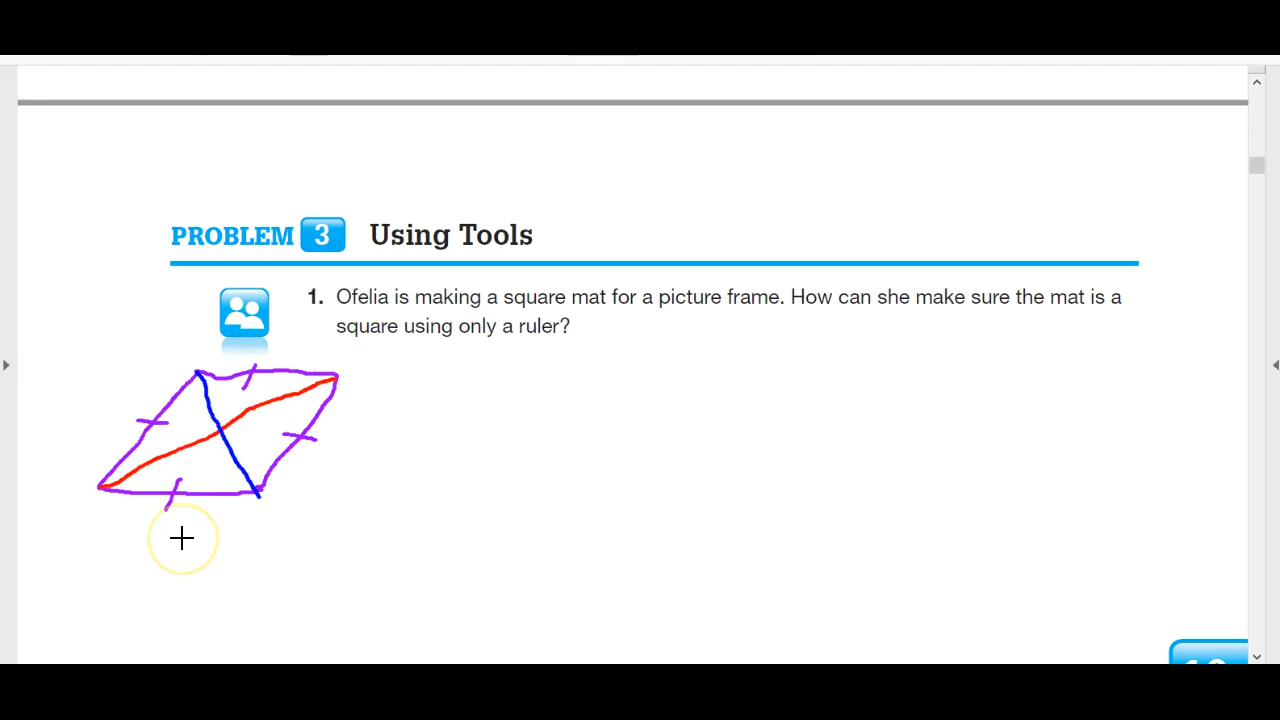 PROBLEM 3 Using Tools
1. Ofelia is making a square mat for a picture frame. How can she make sure the mat is a
square using only a ruler?